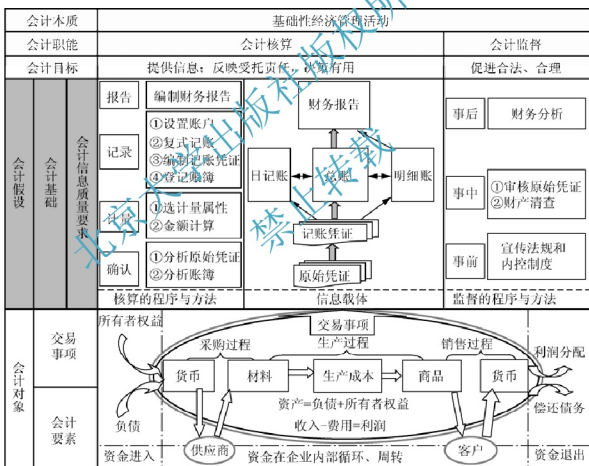 会计本质 基础性经济管理活动
会计职能 会计核算 会计监督
会计目标 提供信息；反映受托责任，决策有用 促进合法、合理
会计假设
会计基础
会计信息质量要求
报告 编制财务报告
记录
①设置账户
②复式记账
③编制记账凭证
④登记账簿
计量
①选计量属性
②金额计算
确认
①分析原始凭证
②分析账簿
核算的程序与方法
财务报告
日记账 总账 明细账
记账凭证
原始凭证
信息载体
事后 财务分析
事中
①审核原始凭证
②财产清查
事前
宣传法规和
内控制度
监督的程序与方法
会计对象
交易
事项
会计
要素
所有者权益
交易事项
采购过程 生产过程 销售过程
利润分配
货币 材料 生产成本 商品 货币
资产=负债+所有者权益
收入-费用=利润
偿还债务
负债
供应商 客户
资金进入 资金在企业内部循环、周转 资金退出
北京大学出版社版权所有
禁止转载